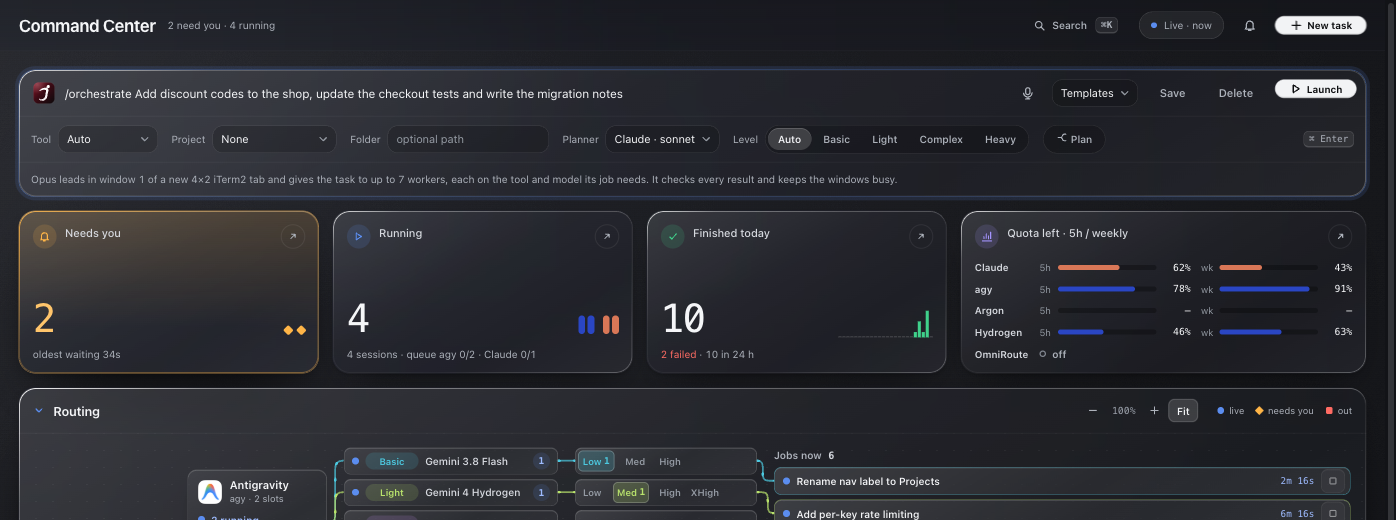 Command Center 2 need you · 4 running Search ⌘K Live · now New task
/orchestrate Add discount codes to the shop, update the checkout tests and write the migration notes Templates Save Delete Launch
Tool Auto Project None Folder optional path Planner Claude · sonnet Level Auto Basic Light Complex Heavy Plan ⌘ Enter
Opus leads in window 1 of a new 4×2 iTerm2 tab and gives the task to up to 7 workers, each on the tool and model its job needs. It checks every result and keeps the windows busy.
Needs you
2
oldest waiting 34s
Running
4
4 sessions · queue agy 0/2 · Claude 0/1
Finished today
10
2 failed · 10 in 24 h
Quota left · 5h / weekly
Claude 5h 62% wk 43%
agy 5h 78% wk 91%
Argon 5h – wk –
Hydrogen 5h 46% wk 63%
OmniRoute off
Routing − 100% + Fit live needs you out
Antigravity
agy · 2 slots
Basic Gemini 3.8 Flash 1 Low 1 Med High
Light Gemini 4 Hydrogen 1 Low Med 1 High XHigh
Jobs now 6
Rename nav label to Projects 2m 16s
Add per-key rate limiting 6m 16s